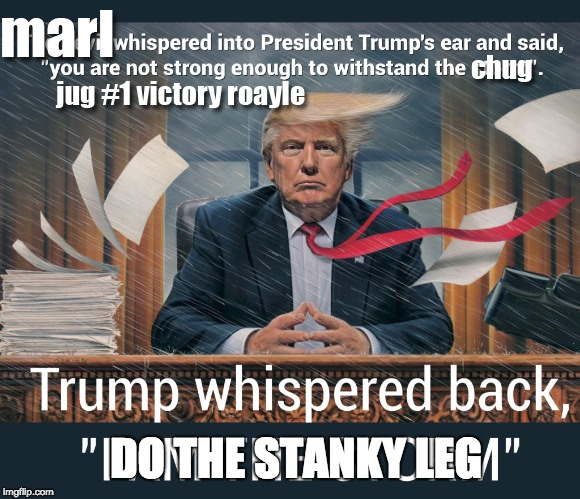 marl whispered into President Trump's ear and said,
"you are not strong enough to withstand the chug".
jug #1 victory roayle
Trump whispered back,
"DO THE STANKY LEG"
imgflip.com